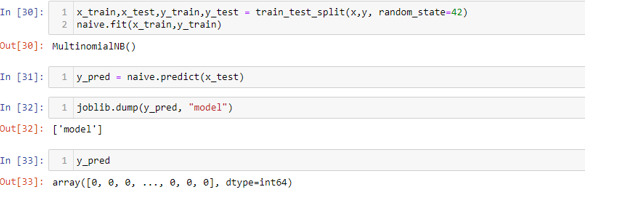 In [30]: 1 x_train,x_test,y_train,y_test = train_test_split(x,y, random_state=42)
2 naive.fit(x_train,y_train)
Out[30]: MultinomialNB()
In [31]: 1 y_pred = naive.predict(x_test)
In [32]: 1 joblib.dump(y_pred, "model")
Out[32]: ['model']
In [33]: 1 y_pred
Out[33]: array([0, 0, 0, ..., 0, 0, 0], dtype=int64)